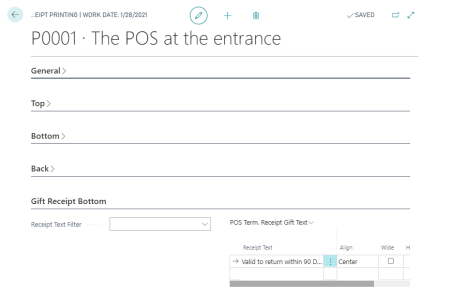 ...EIPT PRINTING | WORK DATE: 1/28/2021
✓ SAVED
P0001 · The POS at the entrance
General >
Top >
Bottom >
Back >
Gift Receipt Bottom
Receipt Text Filter
POS Term. Receipt Gift Text
Receipt Text Align Wide H
→ Valid to return within 90 D... Center